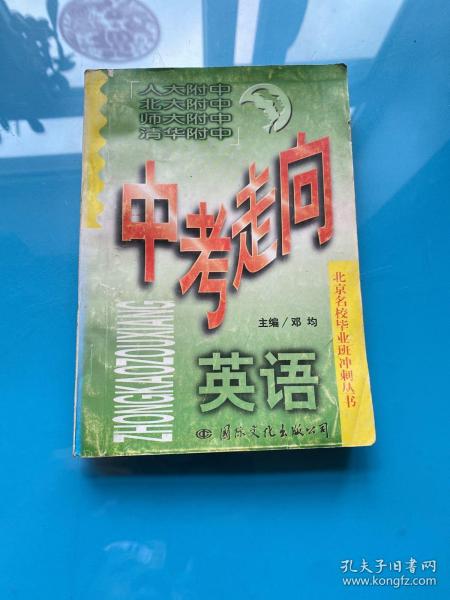 「人大附中
北大附中
师大附中
清华附中」
中考走向
ZHONGKAOZOUXIANG
主编/邓均
英语
北京名校毕业班冲刺丛书
国际文化出版公司
孔夫子旧书网
www.kongfz.com